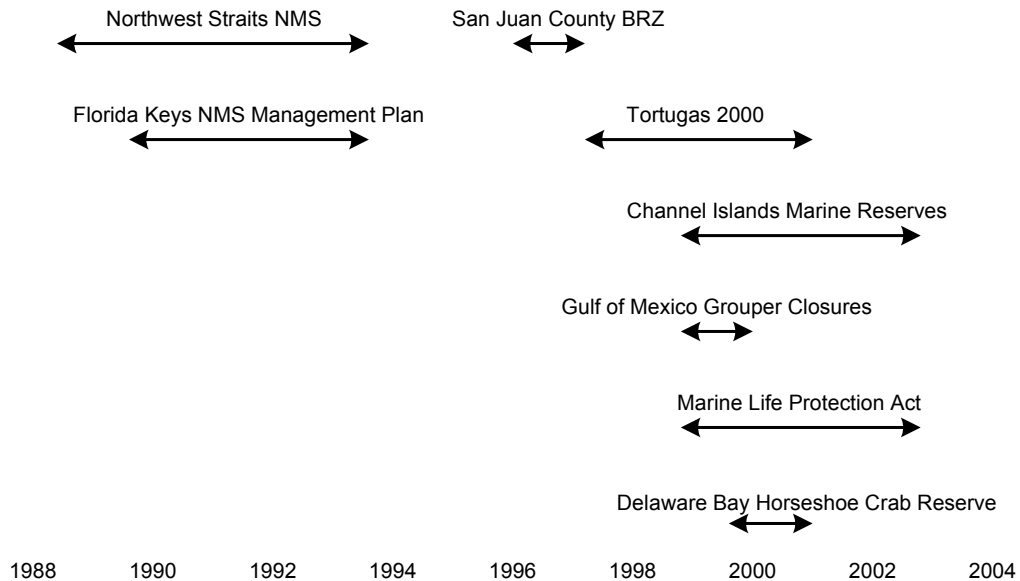 Northwest Straits NMS
San Juan County BRZ
Florida Keys NMS Management Plan
Tortugas 2000
Channel Islands Marine Reserves
Gulf of Mexico Grouper Closures
Marine Life Protection Act
Delaware Bay Horseshoe Crab Reserve
1988 1990 1992 1994 1996 1998 2000 2002 2004